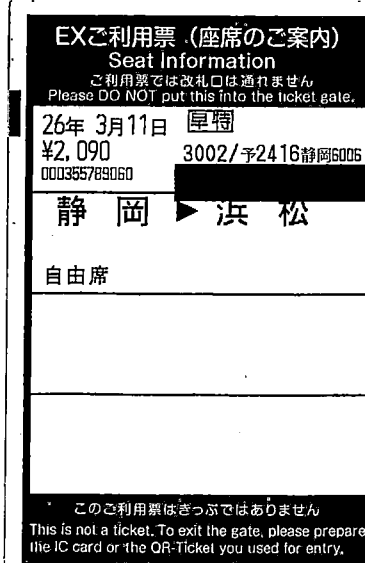 EXご利用票（座席のご案内）
Seat Information
ご利用票では改札口は通れません
Please DO NOT put this into the ticket gate.
26年 3月11日 早特
¥2,090 3002/予2416静岡6006
000355789060
静岡▶浜松
自由席
このご利用票はきっぷではありません
This is not a ticket. To exit the gate, please prepare
the IC card or the QR-Ticket you used for entry.